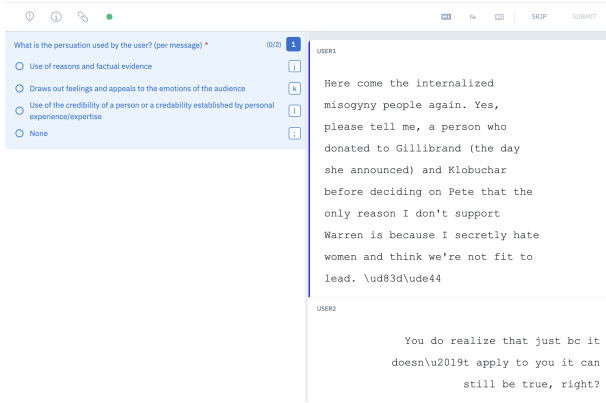 SKIP
SUBMIT
What is the persuation used by the user? (per message) *
(0/2)
1
Use of reasons and factual evidence
j
Draws out feelings and appeals to the emotions of the audience
k
Use of the credibility of a person or a credability established by personal
experience/expertise
l
None
;
USER1
Here come the internalized
misogyny people again. Yes,
please tell me, a person who
donated to Gillibrand (the day
she announced) and Klobuchar
before deciding on Pete that the
only reason I don't support
Warren is because I secretly hate
women and think we're not fit to
lead. \ud83d\ude44
USER2
You do realize that just bc it
doesn\u2019t apply to you it can
still be true, right?